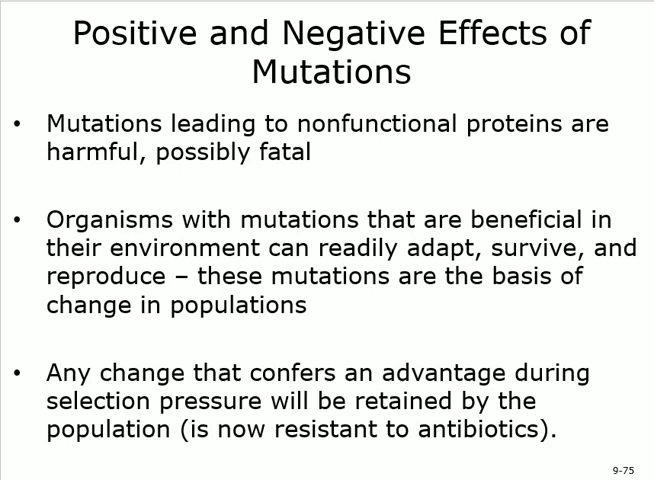 Positive and Negative Effects of
Mutations
• Mutations leading to nonfunctional proteins are
harmful, possibly fatal
• Organisms with mutations that are beneficial in
their environment can readily adapt, survive, and
reproduce – these mutations are the basis of
change in populations
• Any change that confers an advantage during
selection pressure will be retained by the
population (is now resistant to antibiotics).
9-75